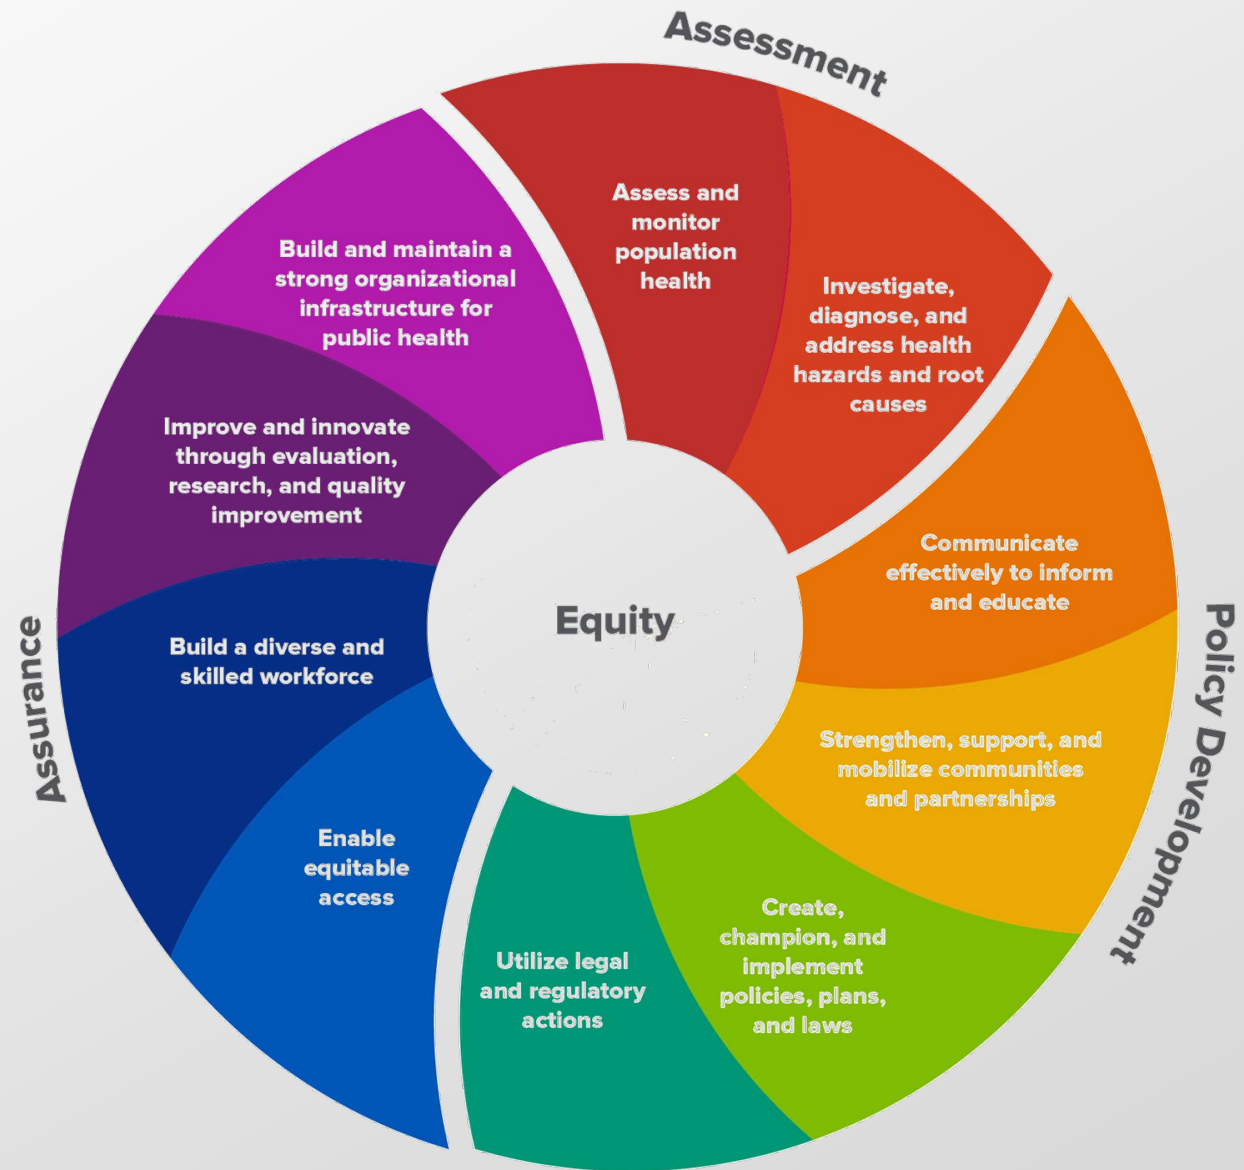 Assessment
Assess and
monitor
population
health
Investigate,
diagnose, and
address health
hazards and root
causes
Policy Development
Communicate
effectively to inform
and educate
Strengthen, support, and
mobilize communities
and partnerships
Create,
champion, and
implement
policies, plans,
and laws
Utilize legal
and regulatory
actions
Assurance
Enable
equitable
access
Build a diverse and
skilled workforce
Improve and innovate
through evaluation,
research, and quality
improvement
Build and maintain a
strong organizational
infrastructure for
public health
Equity